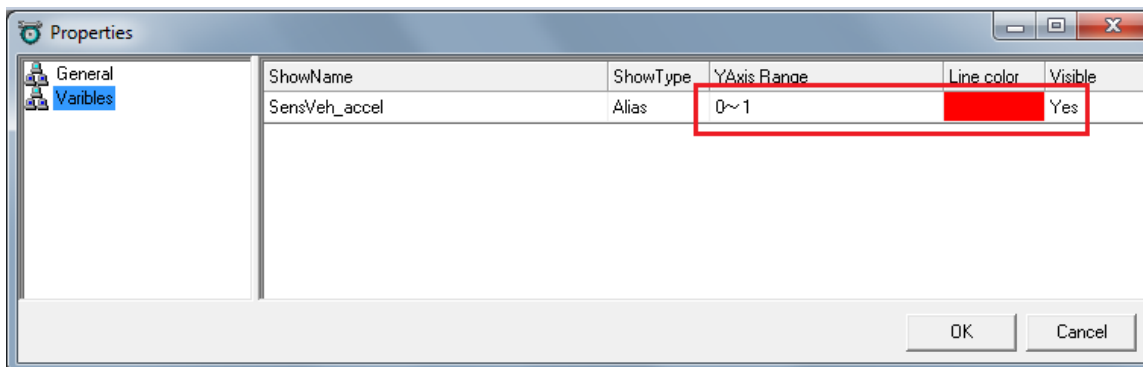 Properties
General
Varibles
ShowName ShowType YAxis Range Line color Visible
SensVeh_accel Alias 0~1 Yes
OK Cancel